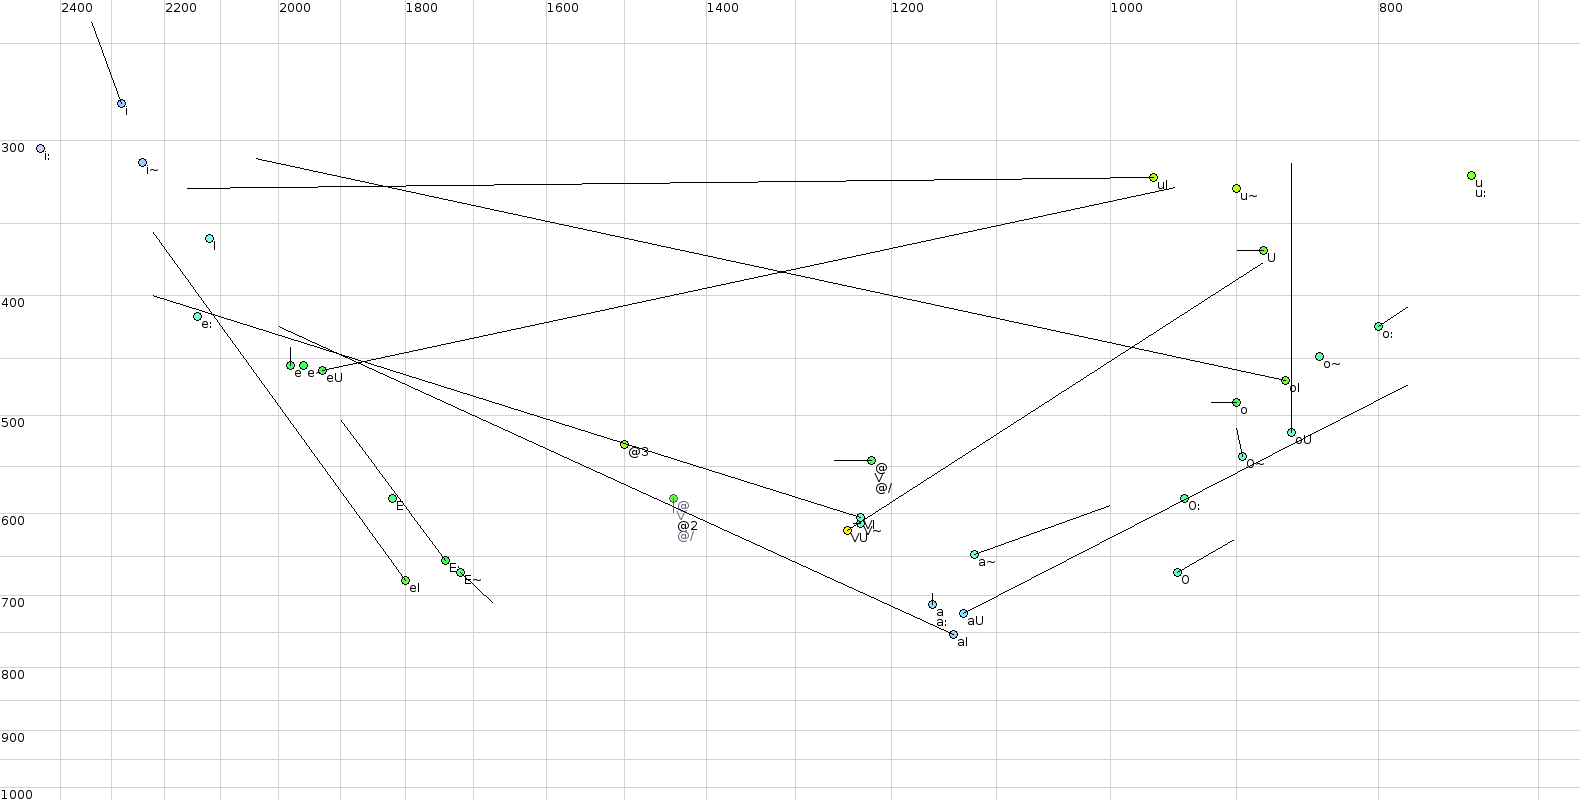 2400 2200 2000 1800 1600 1400 1200 1000 800
i
300
i:
i~
uI
u
u~
u:
I
U
400
e:
o:
o~
e e~
eU
oI
o
500
oU
@3
O~
@
V
@/
E
O:
@
V
600
@2
VI
V~
@/
VU
a~
E:
E~
O
eI
700
a
a:
aU
aI
800
900
1000